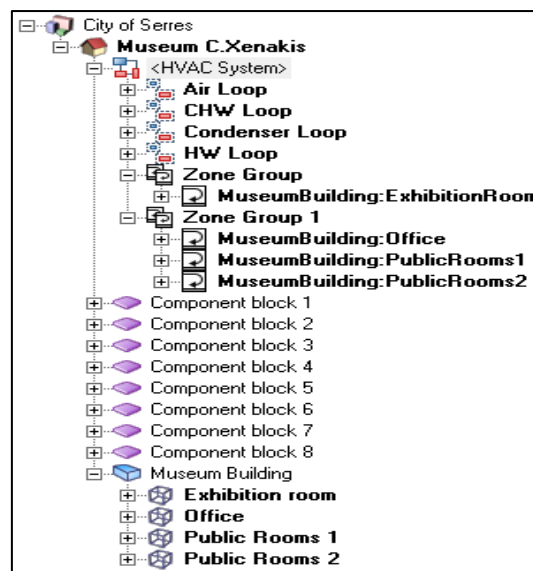 City of Serres
Museum C.Xenakis
<HVAC System>
Air Loop
CHW Loop
Condenser Loop
HW Loop
Zone Group
MuseumBuilding:ExhibitionRoom
Zone Group 1
MuseumBuilding:Office
MuseumBuilding:PublicRooms1
MuseumBuilding:PublicRooms2
Component block 1
Component block 2
Component block 3
Component block 4
Component block 5
Component block 6
Component block 7
Component block 8
Museum Building
Exhibition room
Office
Public Rooms 1
Public Rooms 2